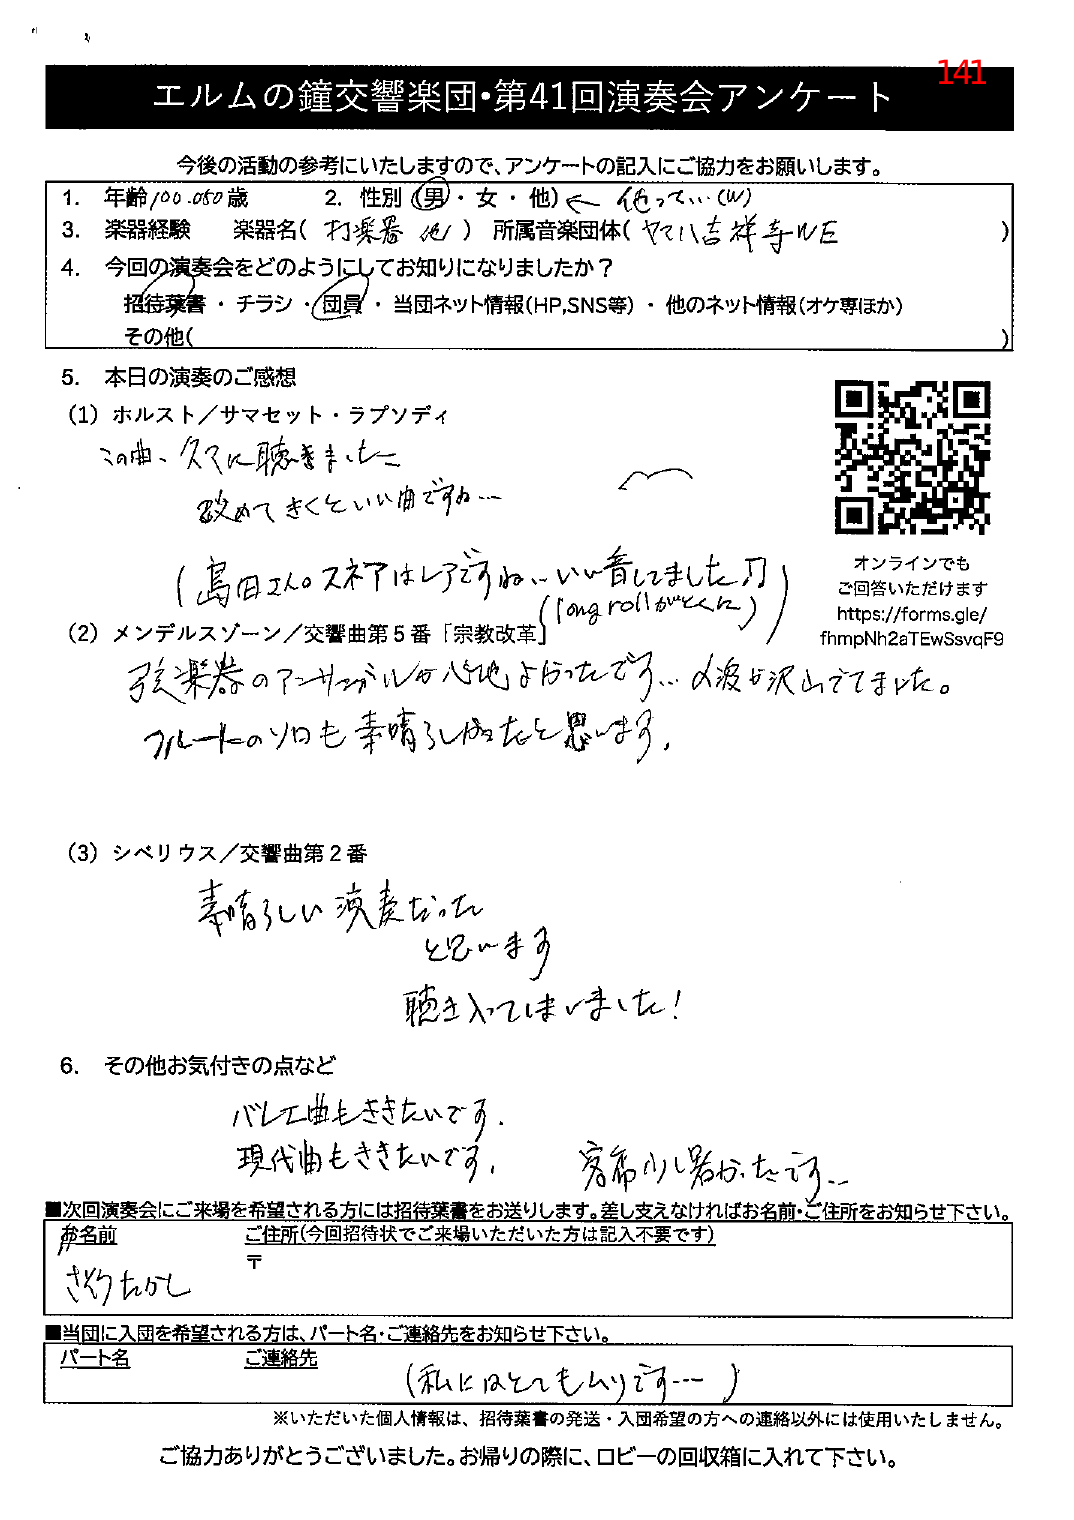 141
エルムの鐘交響楽団・第41回演奏会アンケート
今後の活動の参考にいたしますので、アンケートの記入にご協力をお願いします。
1. 年齢100.050歳 2. 性別(男・女・他) ← 他って…(W)
3. 楽器経験 楽器名( 打楽器 他 ) 所属音楽団体( ヤマハ吉祥寺WE )
4. 今回の演奏会をどのようにしてお知りになりましたか？
招待葉書・チラシ・団員・当団ネット情報(HP,SNS等)・他のネット情報(オケ専ほか)
その他( )
5. 本日の演奏のご感想
(1) ホルスト／サマセット・ラプソディ
この曲、久々に聴きました
改めてきくといい曲ですね…
(島田さんのスネアはレアですね…いい音してました♫)
(long rollがとくに)
オンラインでも
ご回答いただけます
https://forms.gle/
fhmpNh2aTEwSsvqF9
(2) メンデルスゾーン／交響曲第５番「宗教改革」
弦楽器のアンサンブルが心地よかったです…α波が沢山でてました。
フルートのソロも素晴らしかったと思います。
(3) シベリウス／交響曲第２番
素晴らしい演奏だった
と思います
聴き入ってしまいました！
6. その他お気付きの点など
バレエ曲もききたいです。
現代曲もききたいです。 客席少し暑かったです…
■次回演奏会にご来場を希望される方には招待葉書をお送りします。差し支えなければお名前・ご住所をお知らせ下さい。
お名前 ご住所(今回招待状でご来場いただいた方は記入不要です)
〒
さとうたかし
■当団に入団を希望される方は、パート名・ご連絡先をお知らせ下さい。
パート名 ご連絡先
(私にはとてもムリです…)
※いただいた個人情報は、招待葉書の発送・入団希望の方への連絡以外には使用いたしません。
ご協力ありがとうございました。お帰りの際に、ロビーの回収箱に入れて下さい。